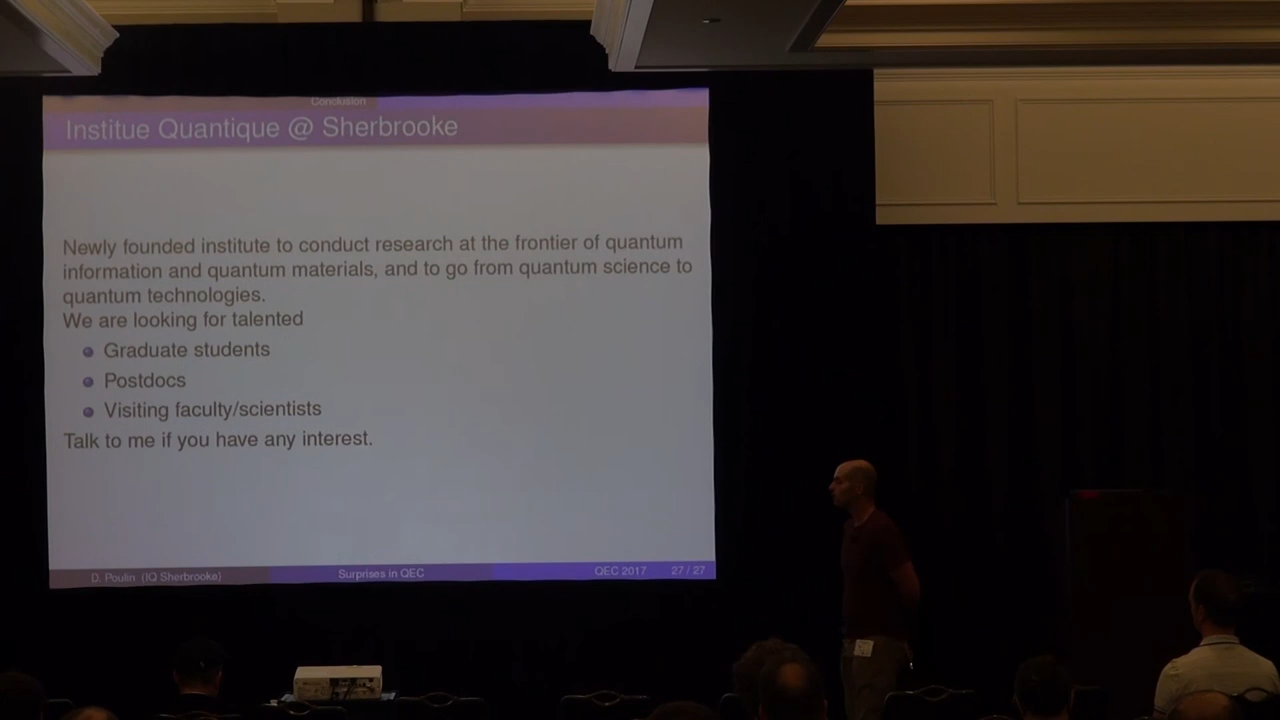 Conclusion
Institue Quantique @ Sherbrooke
Newly founded institute to conduct research at the frontier of quantum
information and quantum materials, and to go from quantum science to
quantum technologies.
We are looking for talented
Graduate students
Postdocs
Visiting faculty/scientists
Talk to me if you have any interest.
D. Poulin (IQ Sherbrooke) Surprises in QEC QEC 2017 27 / 27